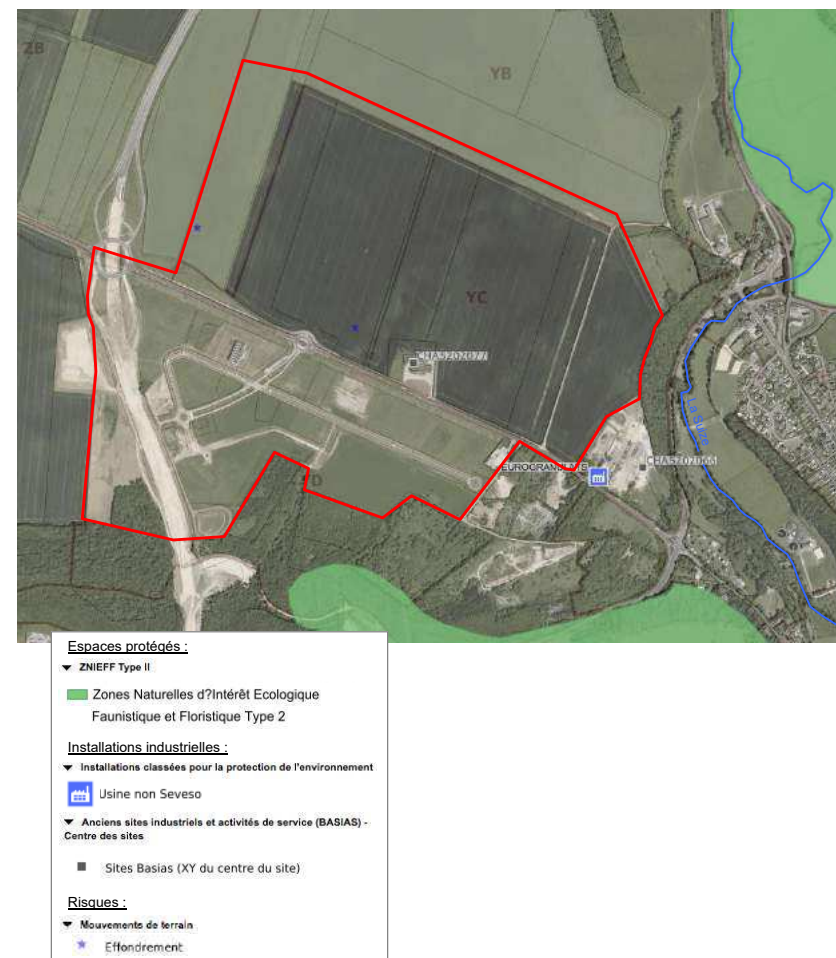 ZB
YB
YC
CHA5202077
EUROGRANULATS
CHA5202066
La Suize
Espaces protégés :
ZNIEFF Type II
Zones Naturelles d?Intérêt Ecologique
Faunistique et Floristique Type 2
Installations industrielles :
Installations classées pour la protection de l'environnement
Usine non Seveso
Anciens sites industriels et activités de service (BASIAS) -
Centre des sites
Sites Basias (XY du centre du site)
Risques :
Mouvements de terrain
Effondrement